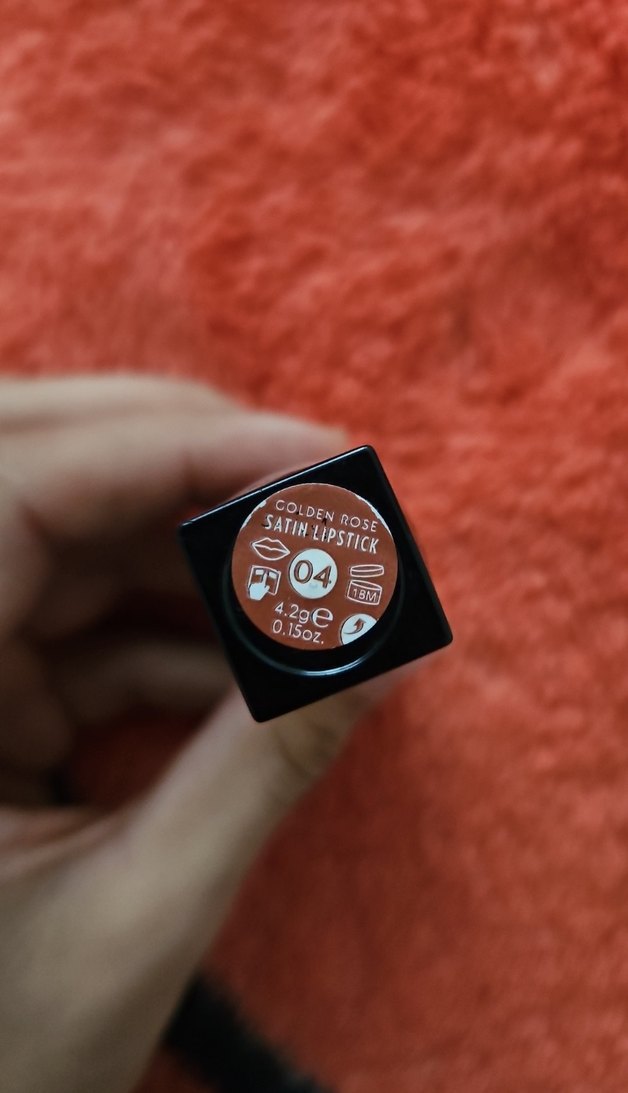 GOLDEN ROSE
SATIN LIPSTICK
04
18M
4.2g℮
0.15oz.